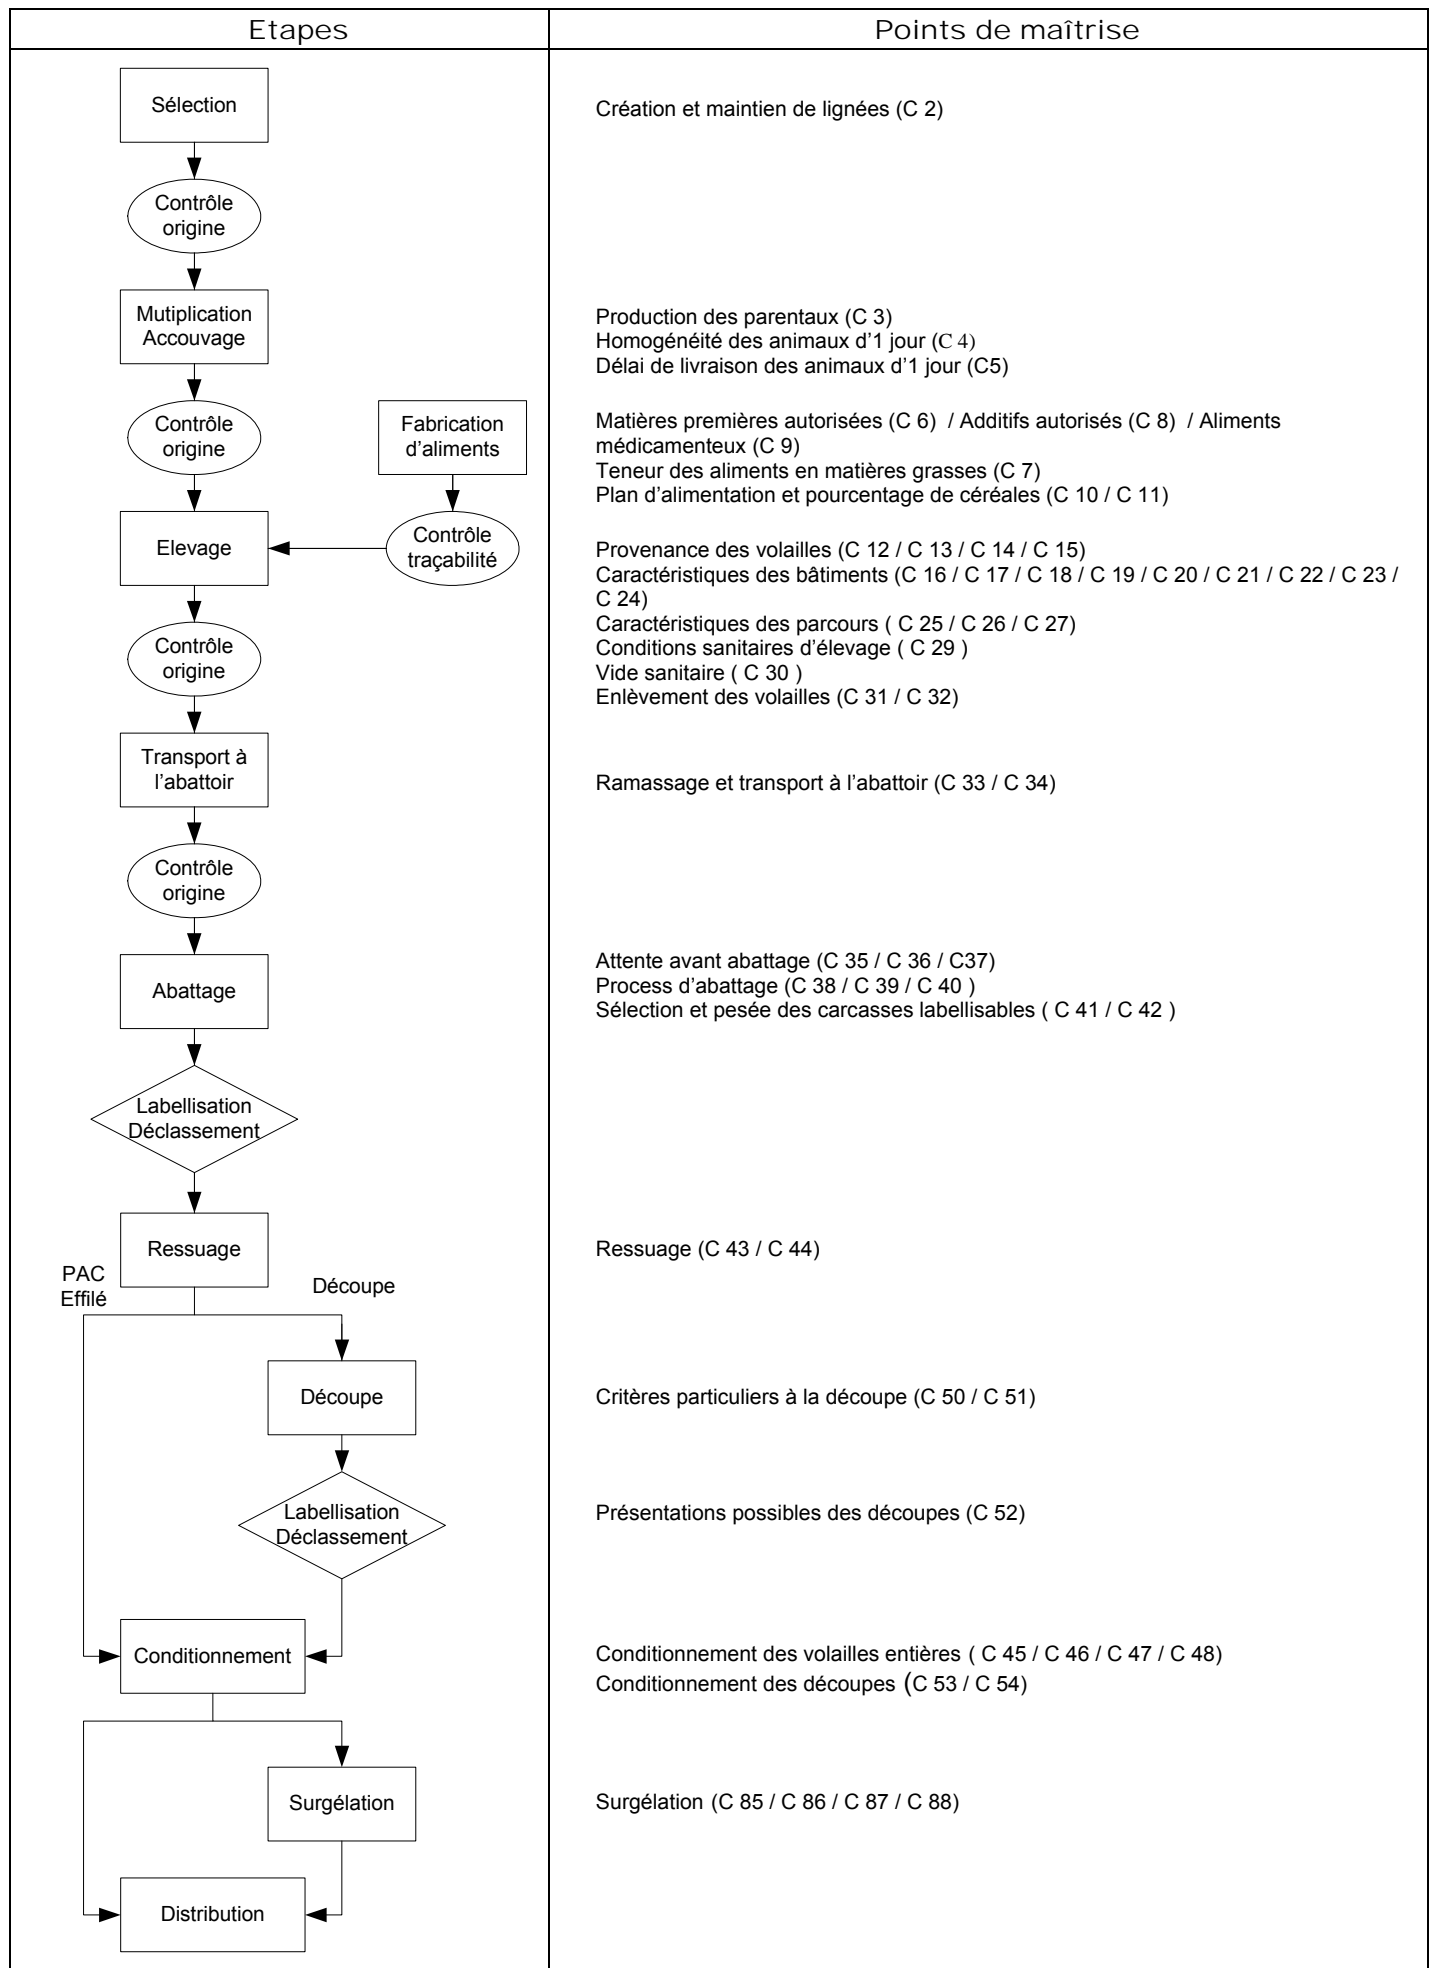 Etapes
Points de maîtrise
Sélection
Création et maintien de lignées (C 2)
Contrôle
origine
Mutiplication
Accouvage
Production des parentaux (C 3)
Homogénéité des animaux d'1 jour (C 4)
Délai de livraison des animaux d'1 jour (C5)
Contrôle
origine
Fabrication
d'aliments
Matières premières autorisées (C 6) / Additifs autorisés (C 8) / Aliments
médicamenteux (C 9)
Teneur des aliments en matières grasses (C 7)
Plan d'alimentation et pourcentage de céréales (C 10 / C 11)
Elevage
Contrôle
traçabilité
Provenance des volailles (C 12 / C 13 / C 14 / C 15)
Caractéristiques des bâtiments (C 16 / C 17 / C 18 / C 19 / C 20 / C 21 / C 22 / C 23 /
C 24)
Caractéristiques des parcours ( C 25 / C 26 / C 27)
Conditions sanitaires d'élevage ( C 29 )
Vide sanitaire ( C 30 )
Enlèvement des volailles (C 31 / C 32)
Contrôle
origine
Transport à
l'abattoir
Ramassage et transport à l'abattoir (C 33 / C 34)
Contrôle
origine
Abattage
Attente avant abattage (C 35 / C 36 / C37)
Process d'abattage (C 38 / C 39 / C 40 )
Sélection et pesée des carcasses labellisables ( C 41 / C 42 )
Labellisation
Déclassement
Ressuage
Ressuage (C 43 / C 44)
PAC
Effilé
Découpe
Découpe
Critères particuliers à la découpe (C 50 / C 51)
Labellisation
Déclassement
Présentations possibles des découpes (C 52)
Conditionnement
Conditionnement des volailles entières ( C 45 / C 46 / C 47 / C 48)
Conditionnement des découpes (C 53 / C 54)
Surgélation
Surgélation (C 85 / C 86 / C 87 / C 88)
Distribution